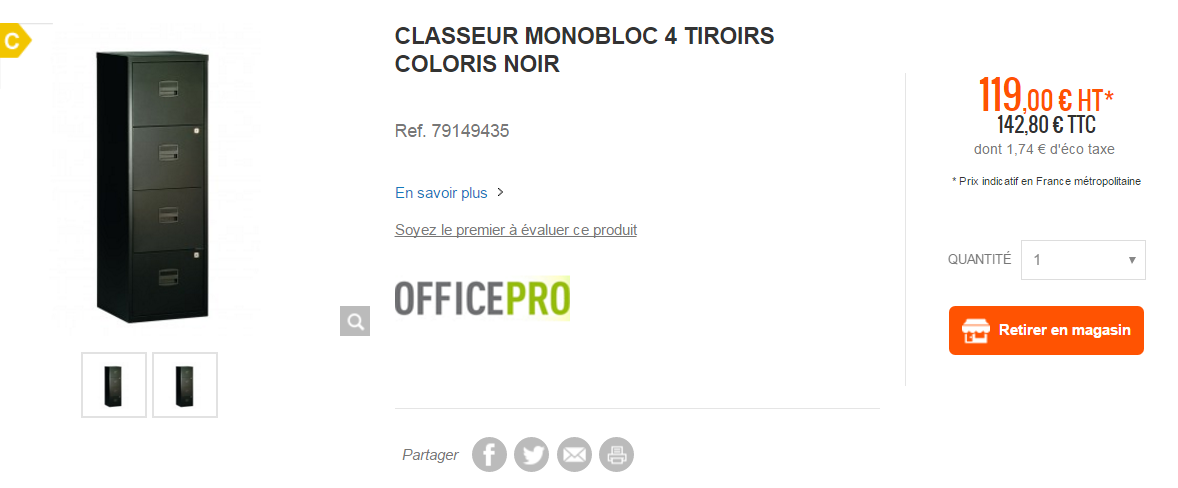 C
CLASSEUR MONOBLOC 4 TIROIRS
COLORIS NOIR
Ref. 79149435
En savoir plus >
Soyez le premier à évaluer ce produit
OFFICEPRO
Partager
119,00 € HT*
142,80 € TTC
dont 1,74 € d'éco taxe
* Prix indicatif en France métropolitaine
QUANTITÉ 1
Retirer en magasin